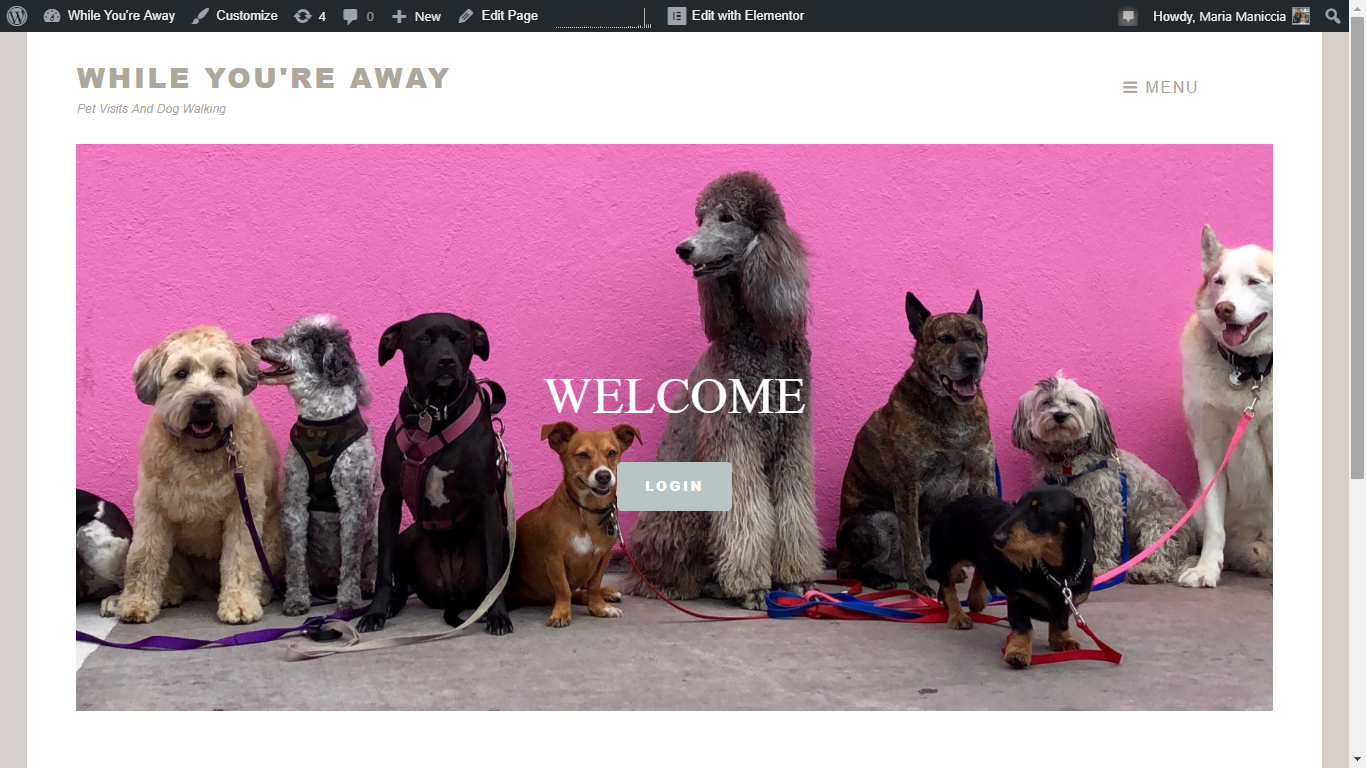 While You're Away Customize 4 0 New Edit Page Edit with Elementor Howdy, Maria Maniccia
WHILE YOU'RE AWAY
Pet Visits And Dog Walking
MENU
WELCOME
LOGIN